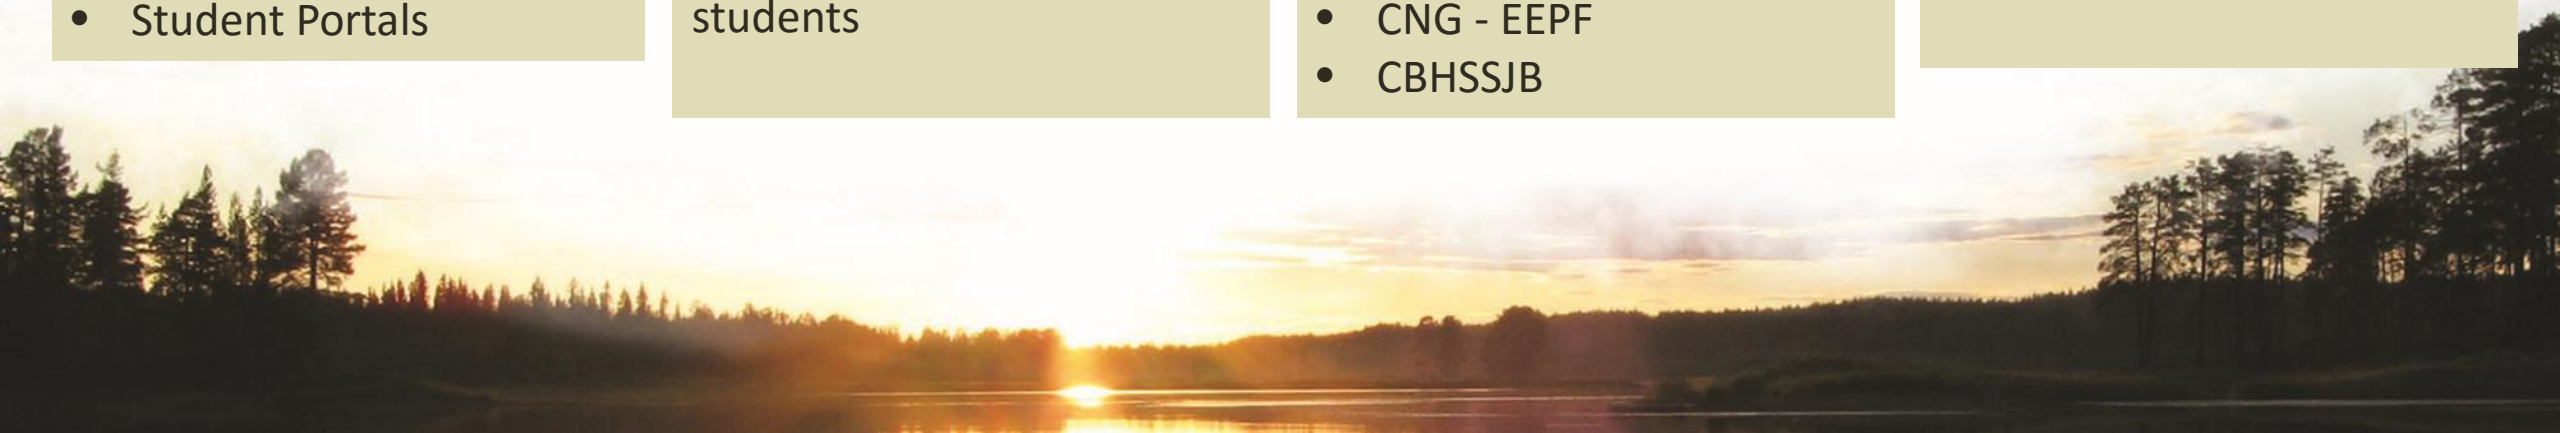 • Student Portals
students
• CNG - EEPF
• CBHSSJB